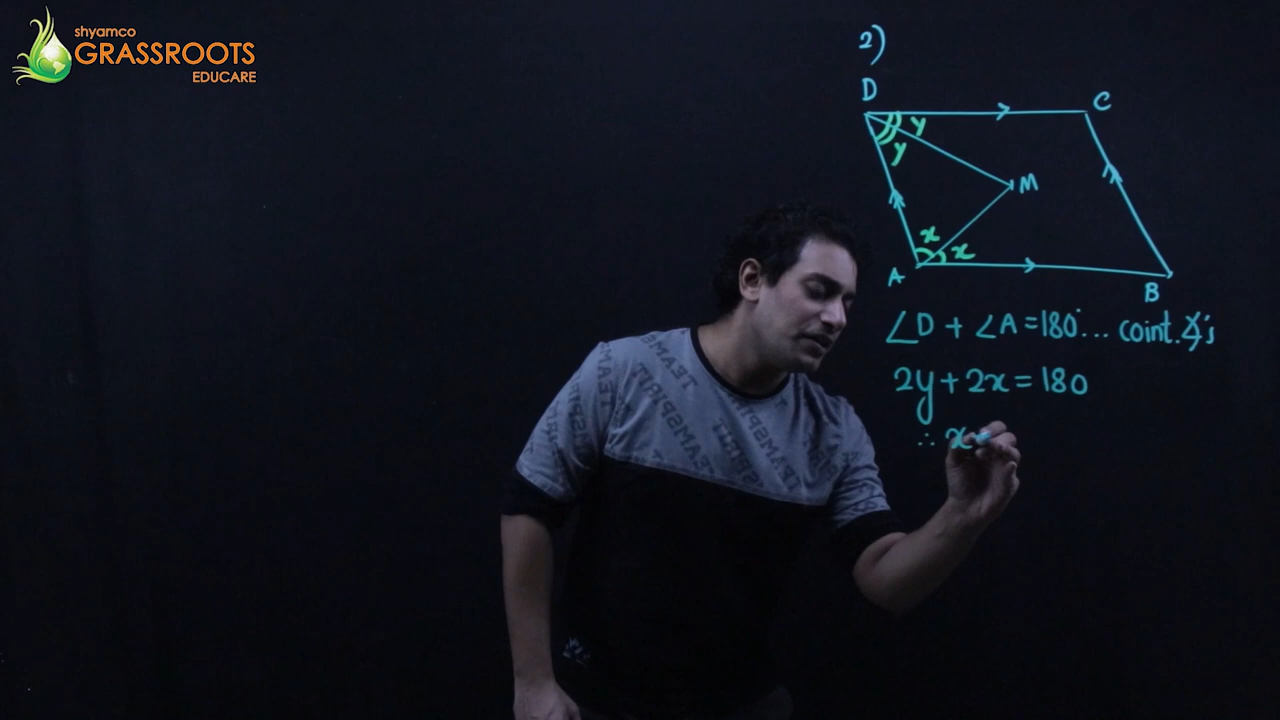 shyamco
GRASSROOTS
EDUCARE
2)
D
C
y
y
M
x
x
A
B
∠D + ∠A = 180° ... coint. ∡'s
2y + 2x = 180
∴ x +